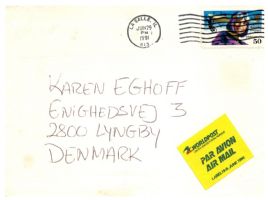 LA SALLE, IL
JUN 29
PM
1991
613
50
KAREN EGHOFF
ENIGHEDSVEJ 3
2800 LYNGBY
DENMARK
WORLDPOST
PAR AVION
AIR MAIL